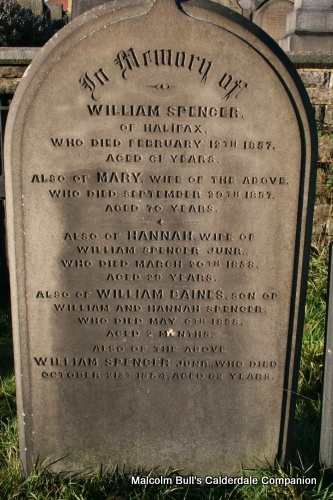 In Memory of
WILLIAM SPENCER,
OF HALIFAX,
WHO DIED FEBRUARY 12TH 1857,
AGED 61 YEARS.
ALSO OF MARY, WIFE OF THE ABOVE,
WHO DIED SEPTEMBER 29TH 1857,
AGED 70 YEARS.
ALSO OF HANNAH, WIFE OF
WILLIAM SPENCER JUNR.,
WHO DIED MARCH 20TH 1858,
AGED 29 YEARS.
ALSO OF WILLIAM BAINES, SON OF
WILLIAM AND HANNAH SPENCER,
WHO DIED MAY 6TH 1858,
AGED 2 MONTHS.
ALSO OF THE ABOVE
WILLIAM SPENCER JUNR., WHO DIED
OCTOBER 21ST AGED YEARS.
Malcolm Bull's Calderdale Companion